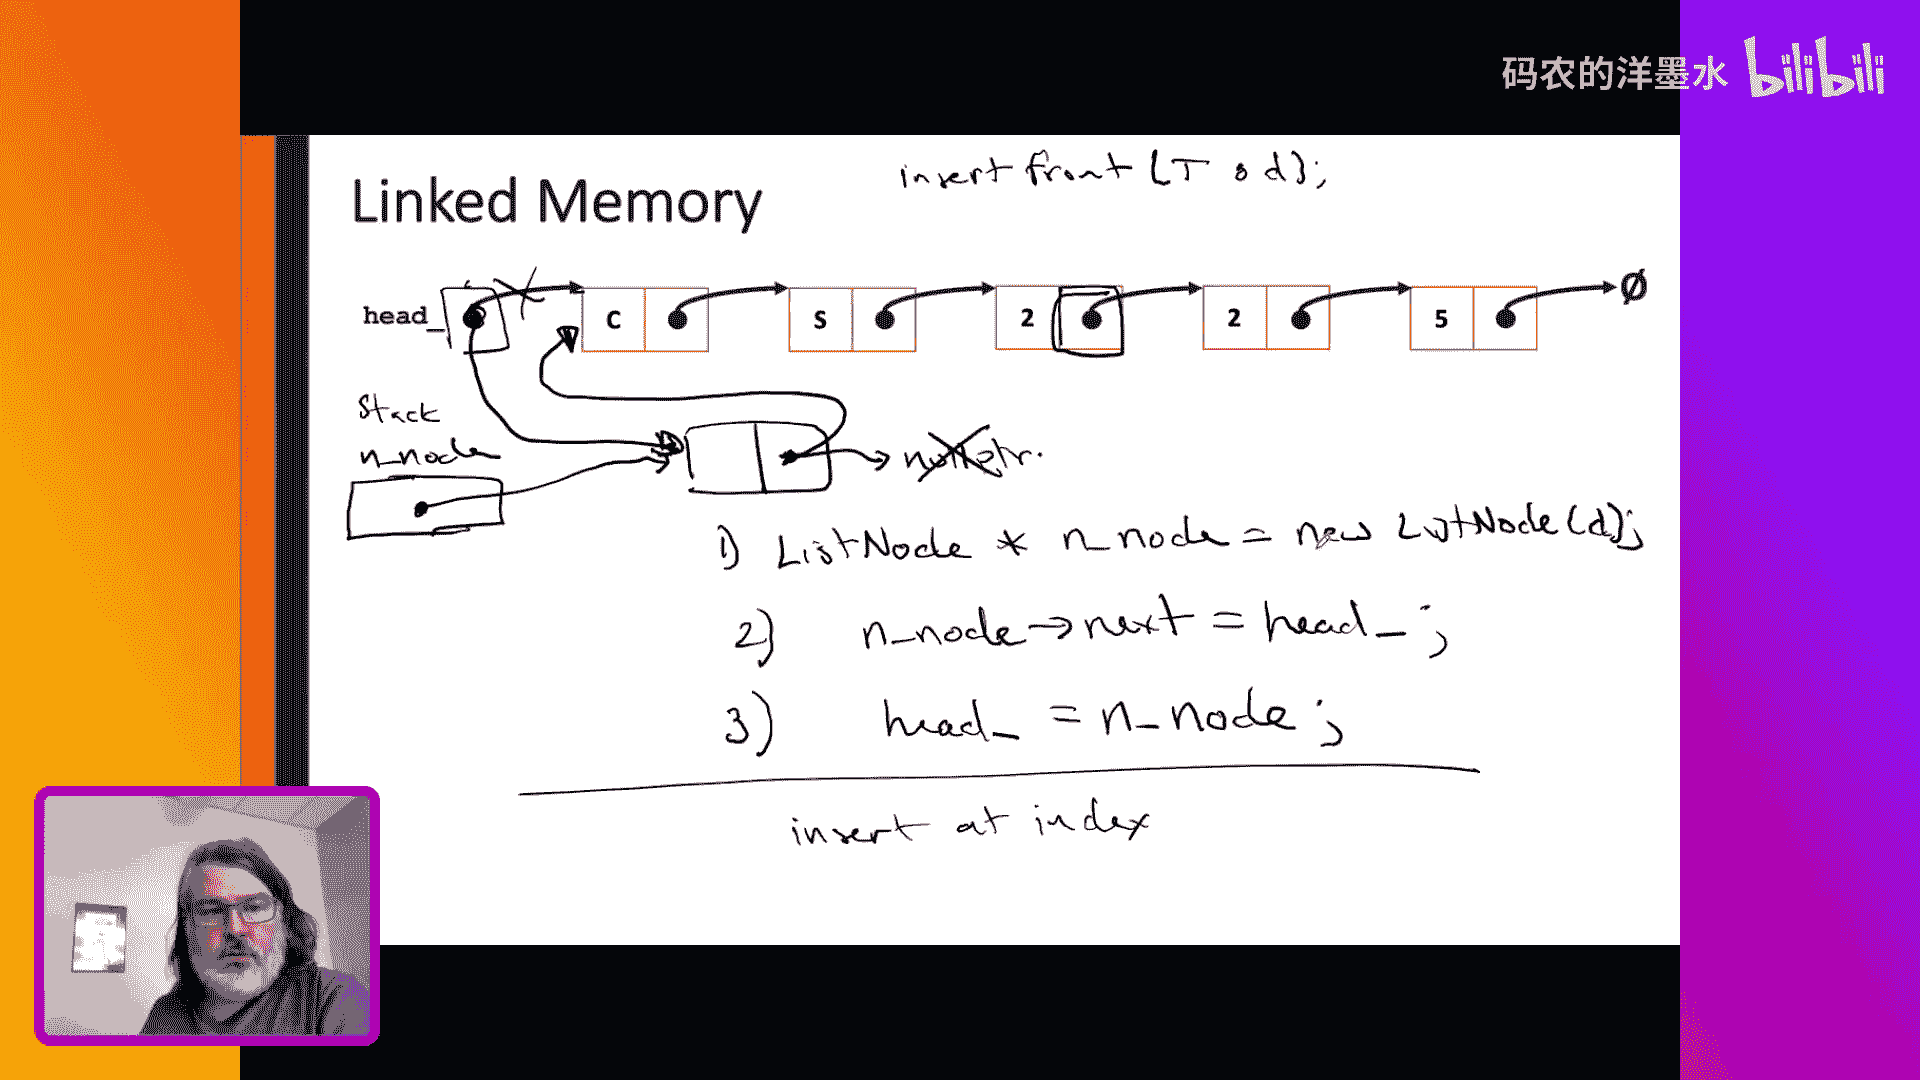 码农的洋墨水 bilibili
insert front (T & d);
Linked Memory
head_ C S 2 2 5 Ø
Stack
n_node
nullptr.
1) ListNode * n_node = new ListNode(d);
2) n_node→next = head_;
3) head_ = n_node;
insert at index